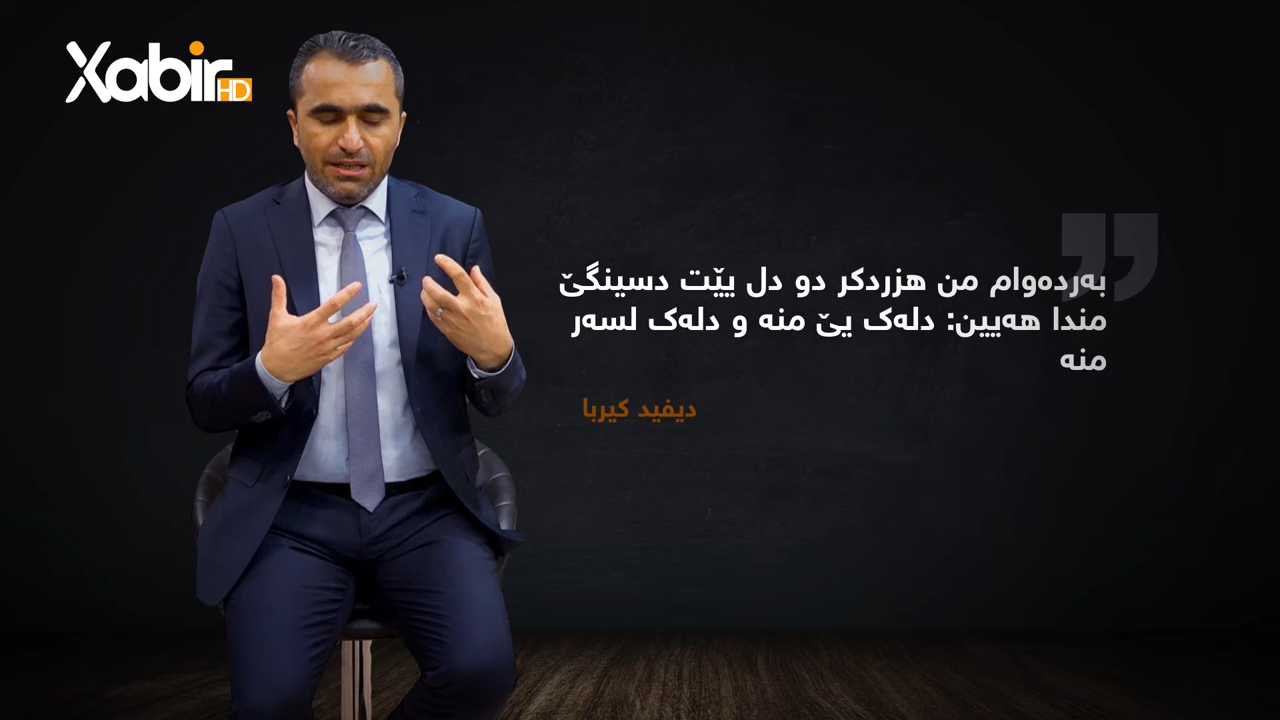 Xabir HD
بەردەوام من هزردکر دو دل یێت دسینگێ
مندا هەیین: دلەک یێ منە و دلەک لسەر
منە
دیفید کیربا